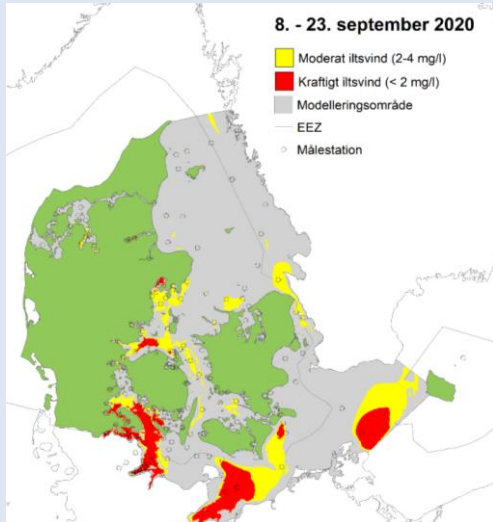 8. - 23. september 2020
Moderat iltsvind (2-4 mg/l)
Kraftigt iltsvind (< 2 mg/l)
Modelleringsområde
EEZ
Målestation